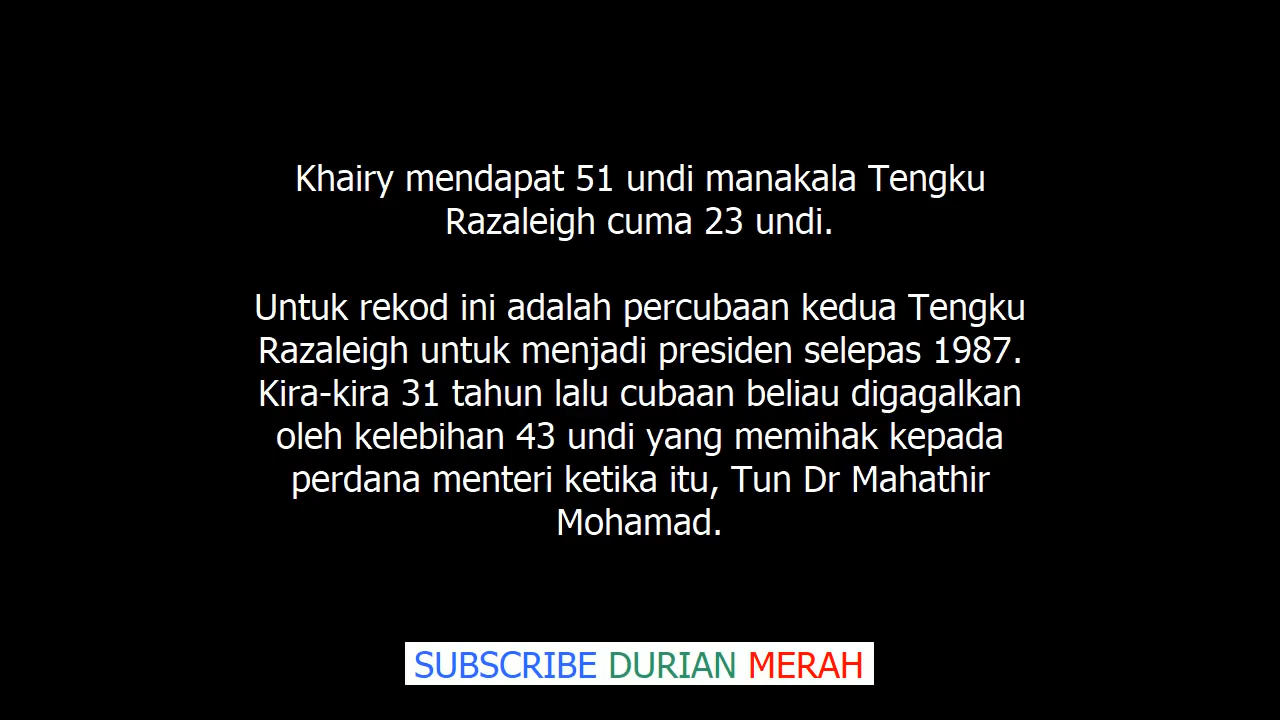 Khairy mendapat 51 undi manakala Tengku
Razaleigh cuma 23 undi.
Untuk rekod ini adalah percubaan kedua Tengku
Razaleigh untuk menjadi presiden selepas 1987.
Kira-kira 31 tahun lalu cubaan beliau digagalkan
oleh kelebihan 43 undi yang memihak kepada
perdana menteri ketika itu, Tun Dr Mahathir
Mohamad.
SUBSCRIBE DURIAN MERAH